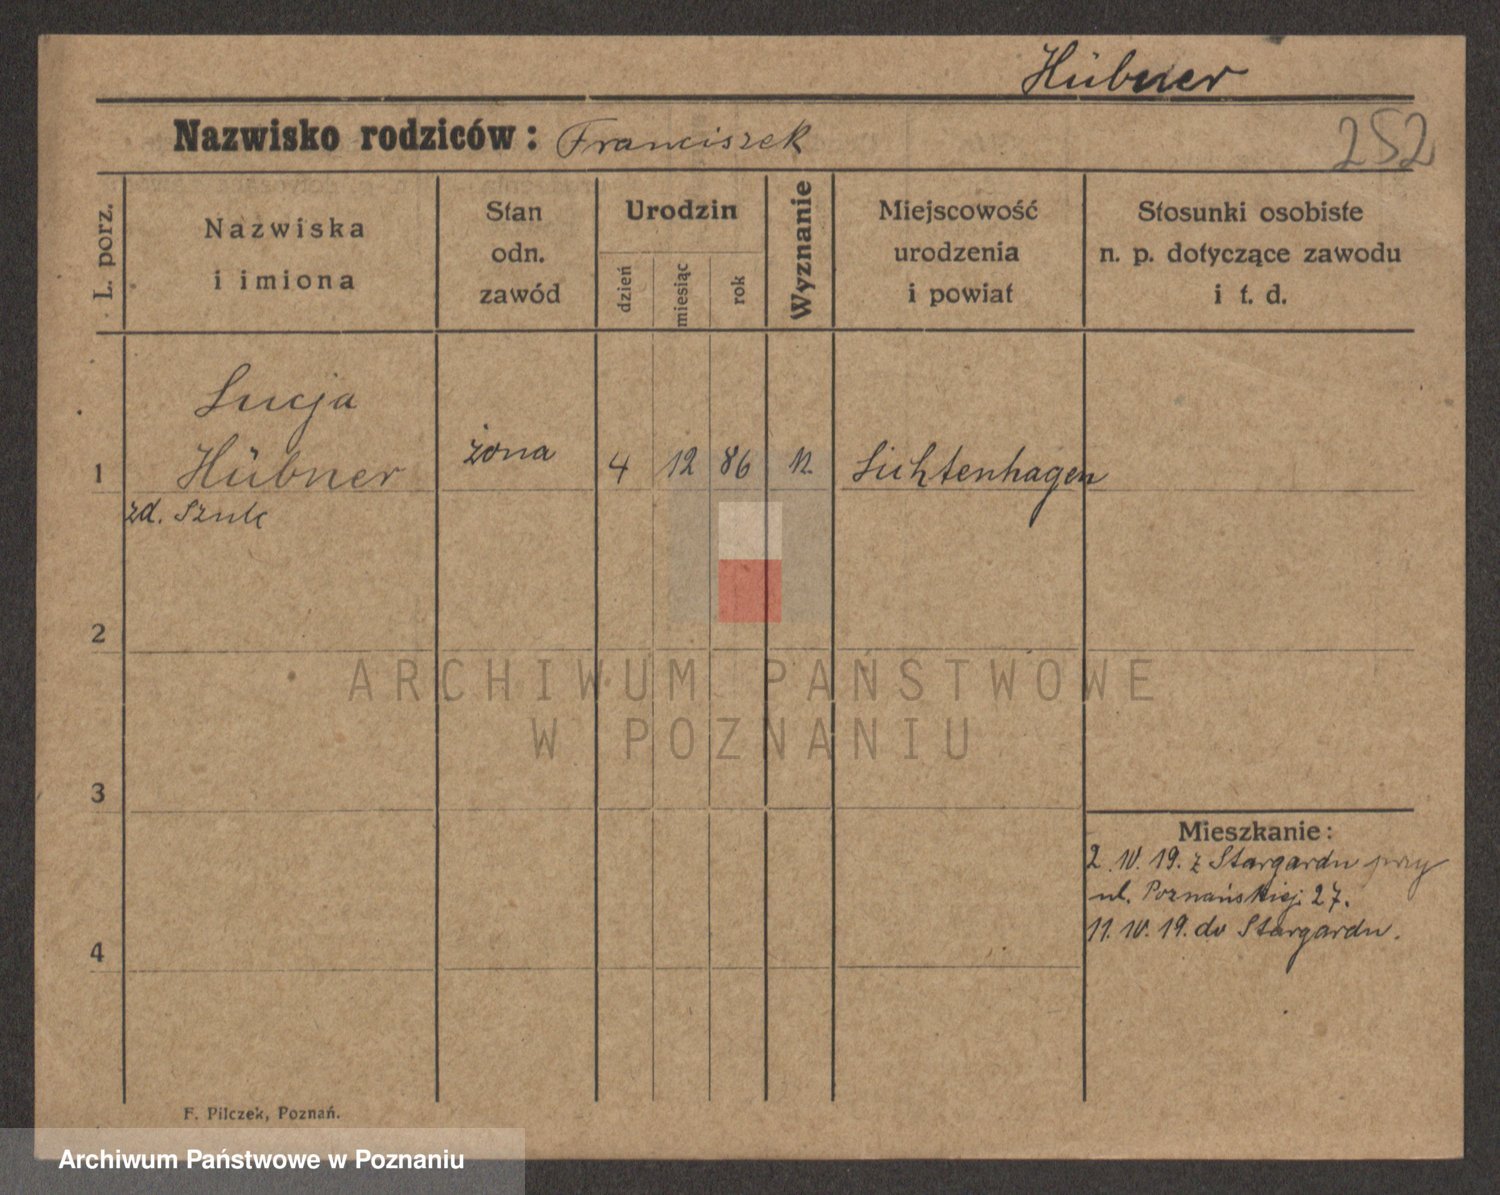 Hübner
Nazwisko rodziców: Franciszek
252
L. porz.
Nazwiska
i imiona
Stan
odn.
zawód
Urodzin
dzień
miesiąc
rok
Wyznanie
Miejscowość
urodzenia
i powiat
Stosunki osobiste
n. p. dotyczące zawodu
i t. d.
Lucja
1 Hübner żona 4 12 86 Lichtenhagen
zd. Szulc
2
ARCHIWUM PAŃSTWOWE
W POZNANIU
3
Mieszkanie:
2. IV. 19. z Stargardu przy
ul. Poznańskiej 27.
11. IV. 19. do Stargardu.
4
F. Pilczek, Poznań.
Archiwum Państwowe w Poznaniu